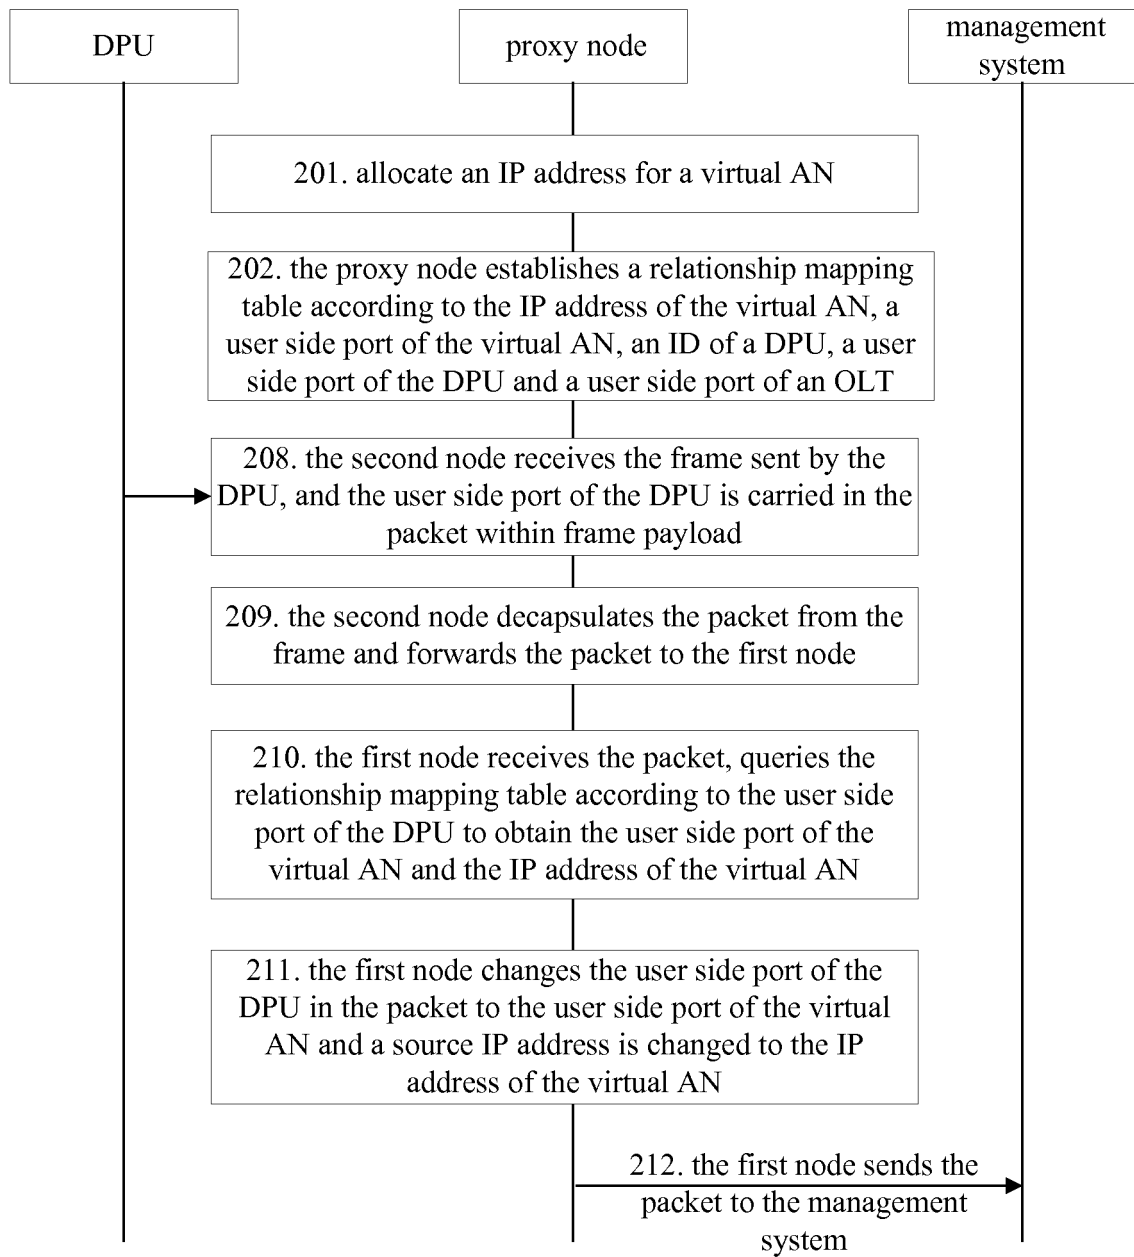 DPU
proxy node
management
system
201. allocate an IP address for a virtual AN
202. the proxy node establishes a relationship mapping
table according to the IP address of the virtual AN, a
user side port of the virtual AN, an ID of a DPU, a user
side port of the DPU and a user side port of an OLT
208. the second node receives the frame sent by the
DPU, and the user side port of the DPU is carried in the
packet within frame payload
209. the second node decapsulates the packet from the
frame and forwards the packet to the first node
210. the first node receives the packet, queries the
relationship mapping table according to the user side
port of the DPU to obtain the user side port of the
virtual AN and the IP address of the virtual AN
211. the first node changes the user side port of the
DPU in the packet to the user side port of the virtual
AN and a source IP address is changed to the IP
address of the virtual AN
212. the first node sends the
packet to the management
system